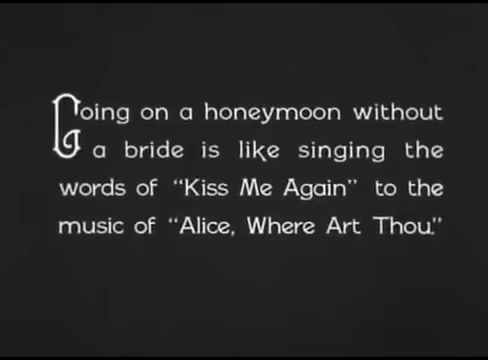 Going on a honeymoon without
a bride is like singing the
words of “Kiss Me Again” to the
music of “Alice, Where Art Thou.”